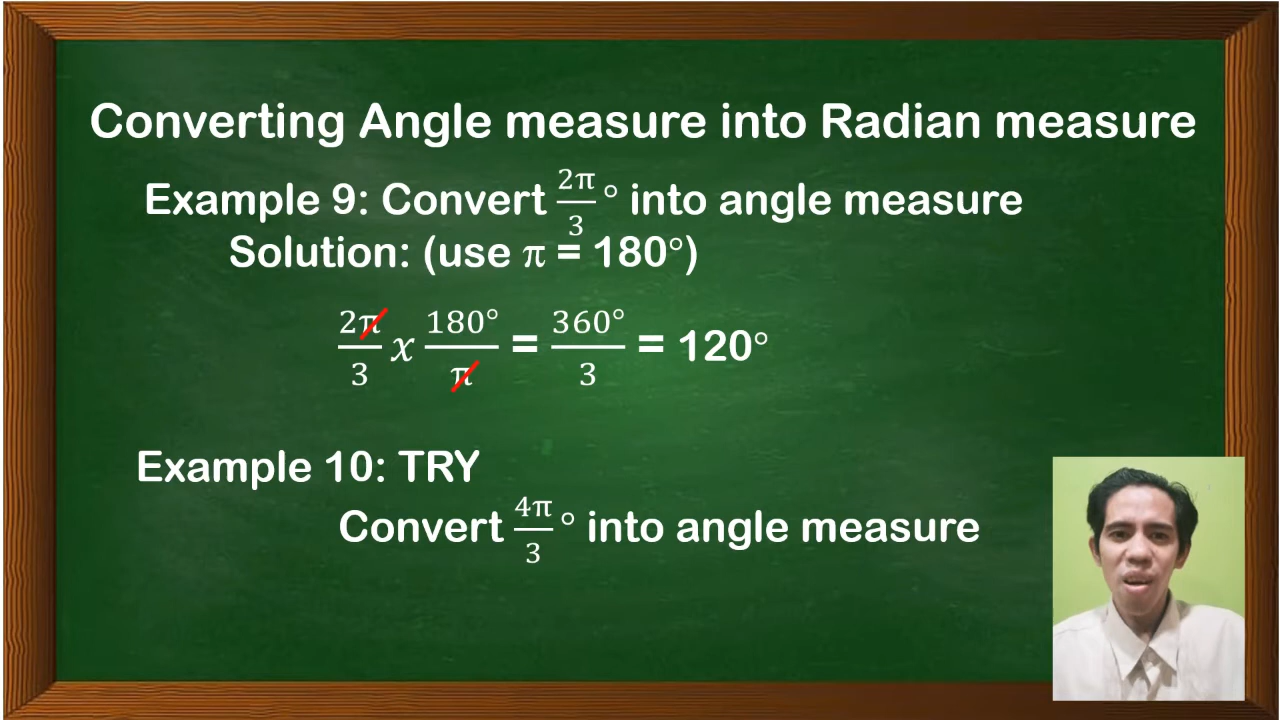 Converting Angle measure into Radian measure
Example 9: Convert 2π/3 ° into angle measure
Solution: (use π = 180°)
2π/3 x 180°/π = 360°/3 = 120°
Example 10: TRY
Convert 4π/3 ° into angle measure